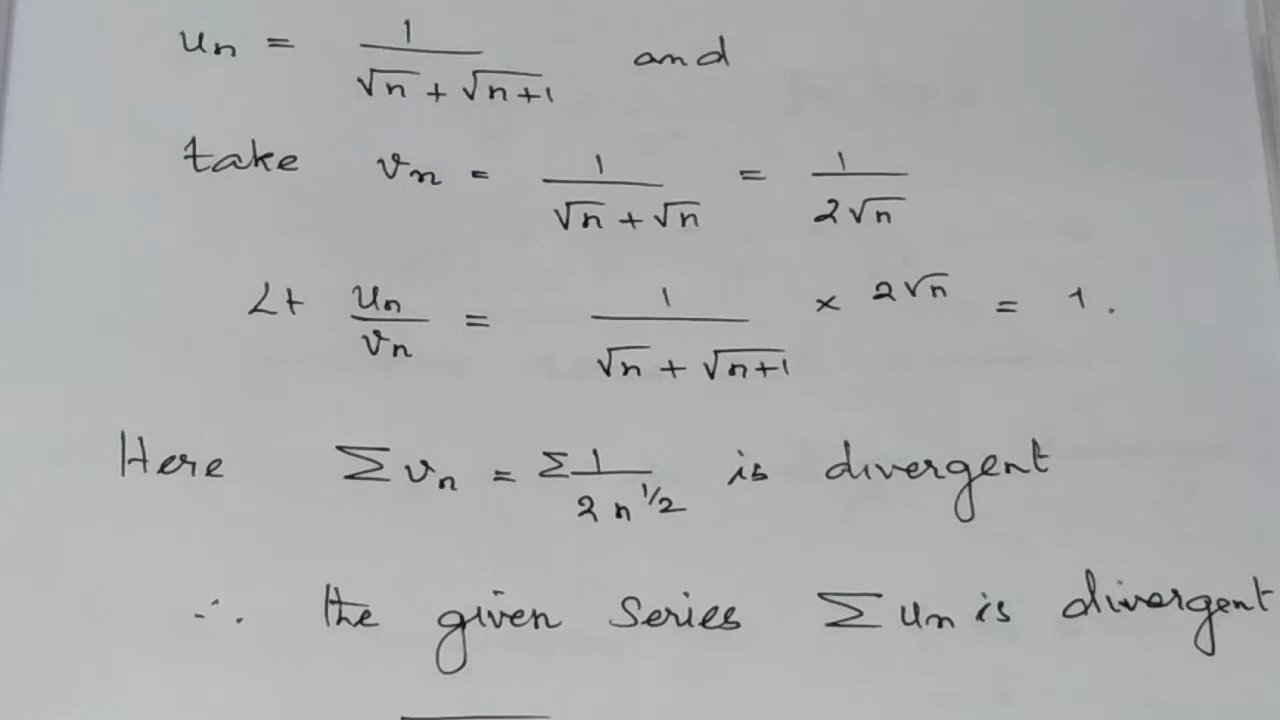 uₙ = 1/(√n + √(n+1)) and
take vₙ = 1/(√n + √n) = 1/(2√n)
Lt uₙ/vₙ = 1/(√n + √(n+1)) × 2√n = 1.
Here Σvₙ = Σ 1/(2n^(1/2)) is divergent
∴ the given series Σuₙ is divergent